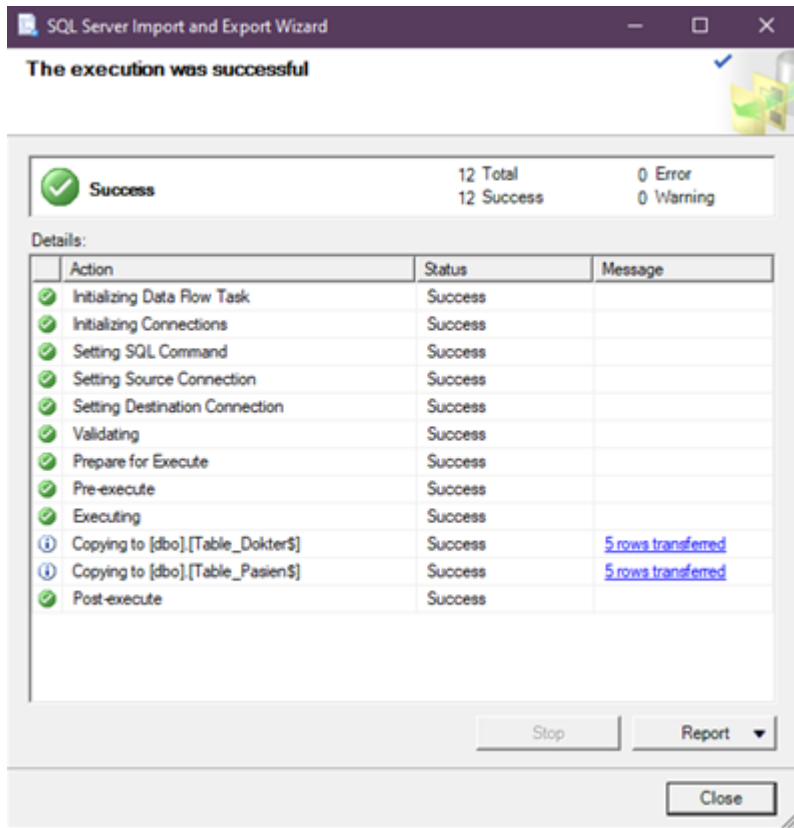 SQL Server Import and Export Wizard
The execution was successful
Success
12 Total
0 Error
12 Success
0 Warning
Details:
Action Status Message
Initializing Data Flow Task Success
Initializing Connections Success
Setting SQL Command Success
Setting Source Connection Success
Setting Destination Connection Success
Validating Success
Prepare for Execute Success
Pre-execute Success
Executing Success
Copying to [dbo].[Table_Dokter$] Success 5 rows transferred
Copying to [dbo].[Table_Pasien$] Success 5 rows transferred
Post-execute Success
Stop Report
Close